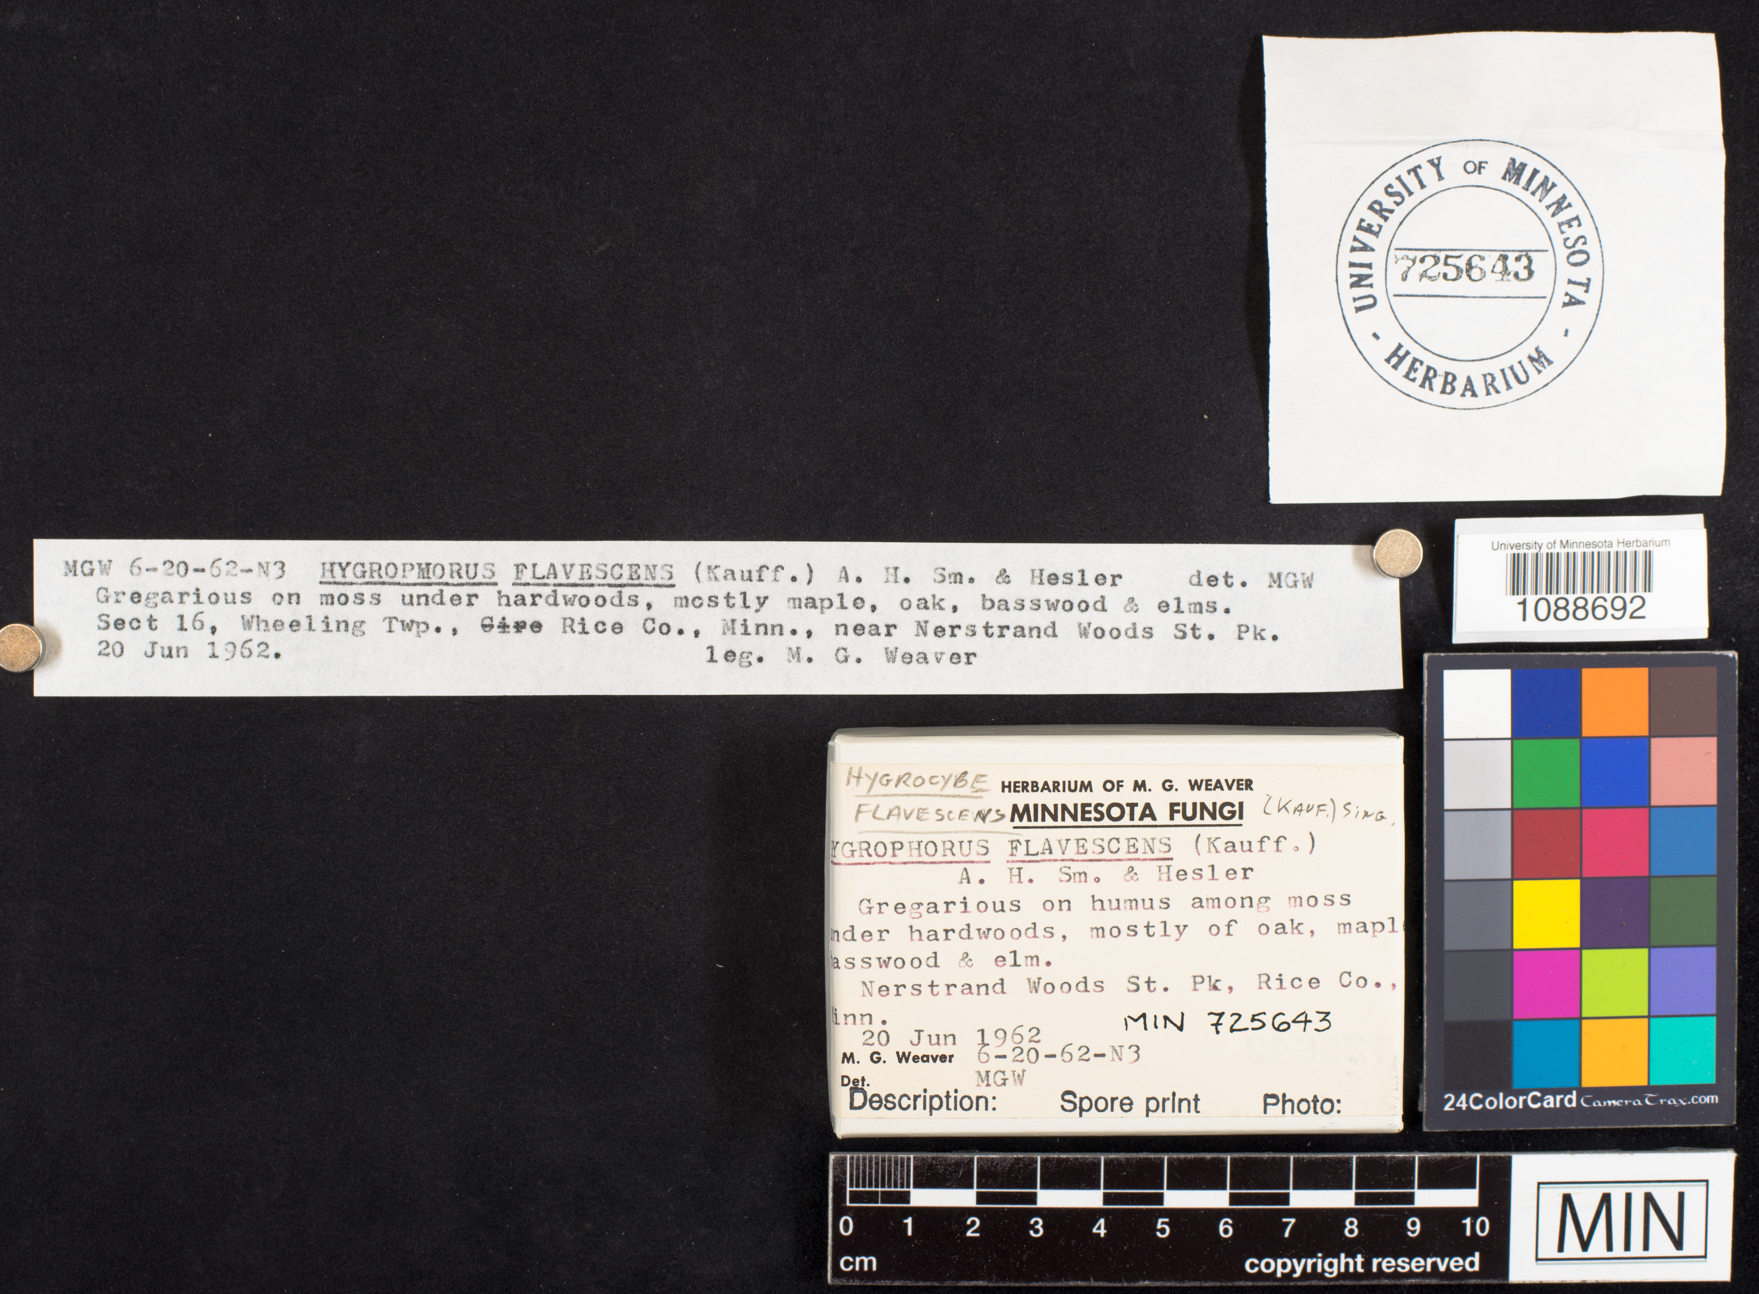 UNIVERSITY OF MINNESOTA
725643
- HERBARIUM -
University of Minnesota Herbarium
1088692
MGW 6-20-62-N3 HYGROPHORUS FLAVESCENS (Kauff.) A. H. Sm. & Hesler det. MGW
Gregarious on moss under hardwoods, mostly maple, oak, basswood & elms.
Sect 16, Wheeling Twp., Rice Co., Minn., near Nerstrand Woods St. Pk.
20 Jun 1962. leg. M. G. Weaver
HYGROCYBE HERBARIUM OF M. G. WEAVER
FLAVESCENS MINNESOTA FUNGI (KAUF.) SING.
YGROPHORUS FLAVESCENS (Kauff.)
A. H. Sm. & Hesler
Gregarious on humus among moss
nder hardwoods, mostly of oak, mapl
asswood & elm.
Nerstrand Woods St. Pk, Rice Co.,
inn.
MIN 725643
20 Jun 1962
M. G. Weaver 6-20-62-N3
Det. MGW
Description: Spore print Photo:
24ColorCard CameraTrax.com
0 1 2 3 4 5 6 7 8 9 10
cm copyright reserved
MIN